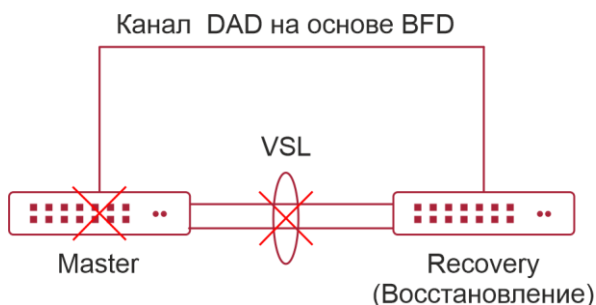 Канал DAD на основе BFD
VSL
Master
Recovery
(Восстановление)